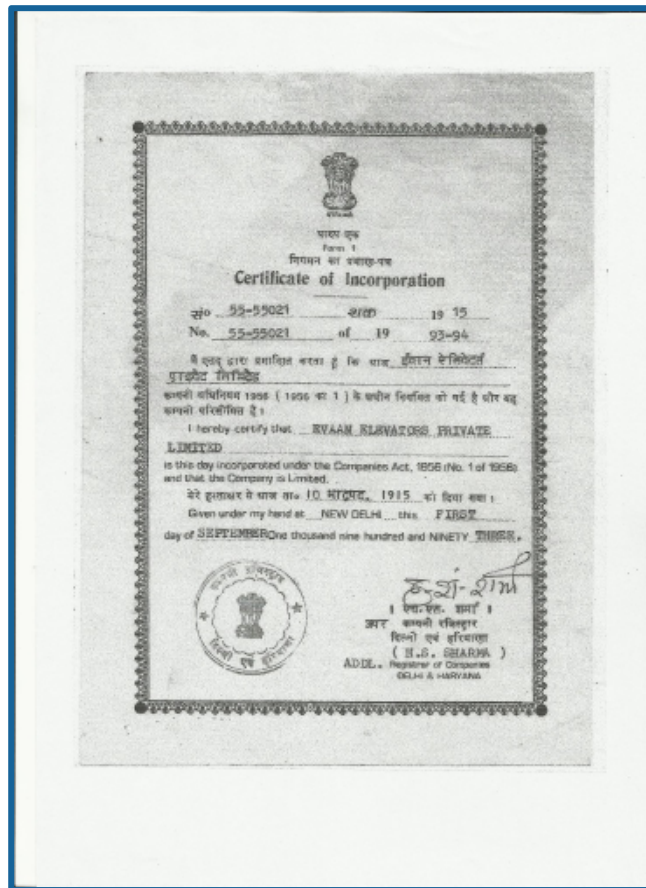 प्रारूप एक
Form 1
निगमन का प्रमाण-पत्र
Certificate of Incorporation
सं० 55-55021 शक 19 15
No. 55-55021 of 19 93-94
मैं एतद् द्वारा प्रमाणित करता हूँ कि आज ईवान ऐलिवेटर्स
प्राइवेट लिमिटेड
कम्पनी अधिनियम 1956 ( 1956 का 1 ) के अधीन निगमित की गई है और यह
कम्पनी परिसीमित है ।
I hereby certify that EVAAN ELEVATORS PRIVATE
LIMITED
is this day incorporated under the Companies Act, 1956 (No. 1 of 1956)
and that the Company is Limited.
मेरे हस्ताक्षर से आज ता० 10 भाद्रपद, 1915 को दिया गया ।
Given under my hand at NEW DELHI this FIRST
day of SEPTEMBER One thousand nine hundred and NINETY THREE.
कम्पनी रजिस्ट्रार
दिल्ली एवं हरियाणा
ह.शं-शर्मा
( एच.एस. शर्मा )
अपर कम्पनी रजिस्ट्रार
दिल्ली एवं हरियाणा
( H.S. SHARMA )
ADDL. Registrar of Companies
DELHI & HARYANA